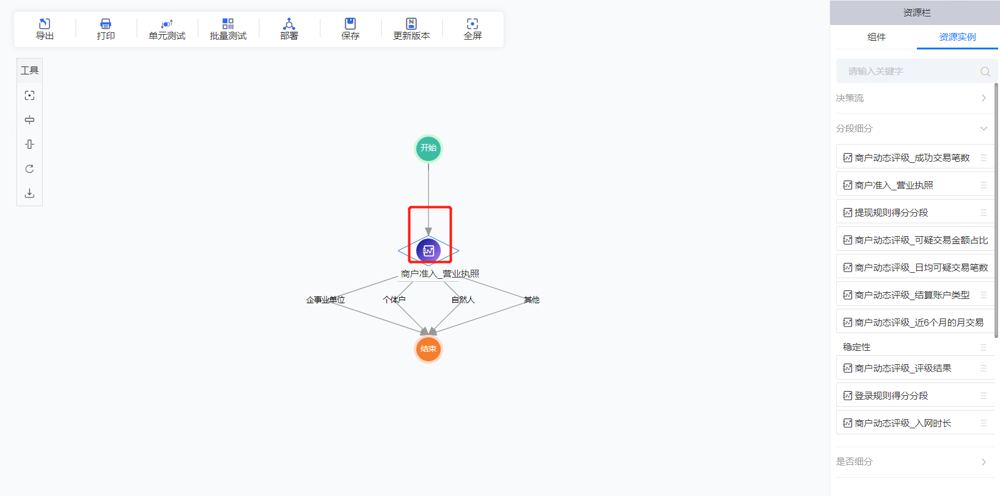 导出
打印
单元测试
批量测试
部署
保存
更新版本
全屏
工具
开始
商户准入_营业执照
企事业单位
个体户
自然人
其他
结束
资源栏
组件
资源实例
请输入关键字
决策流
分段细分
商户动态评级_成功交易笔数
商户准入_营业执照
提现规则得分分段
商户动态评级_可疑交易金额占比
商户动态评级_日均可疑交易笔数
商户动态评级_结算账户类型
商户动态评级_近6个月的月交易
稳定性
商户动态评级_评级结果
登录规则得分分段
商户动态评级_入网时长
是否细分